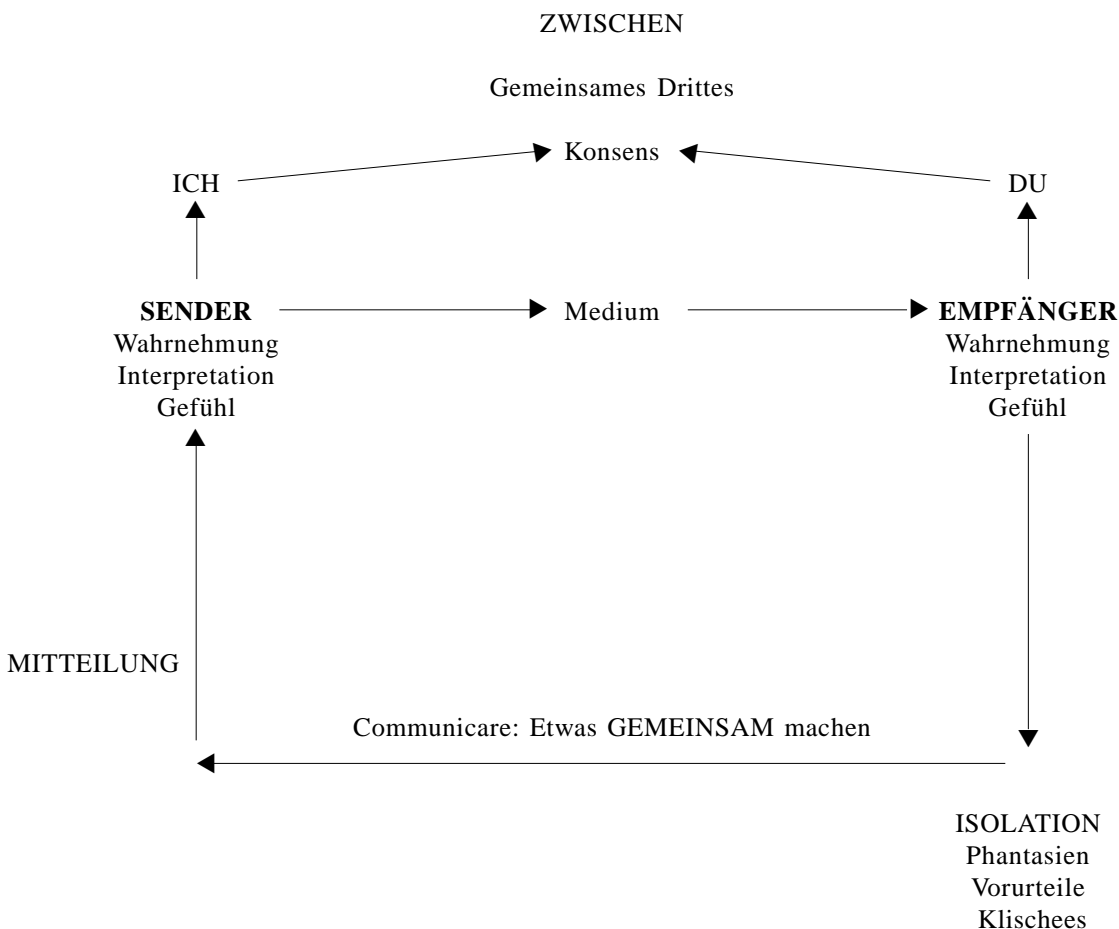 ZWISCHEN
Gemeinsames Drittes
Konsens
ICH
DU
SENDER
Medium
EMPFÄNGER
Wahrnehmung
Interpretation
Gefühl
Wahrnehmung
Interpretation
Gefühl
MITTEILUNG
Communicare: Etwas GEMEINSAM machen
ISOLATION
Phantasien
Vorurteile
Klischees